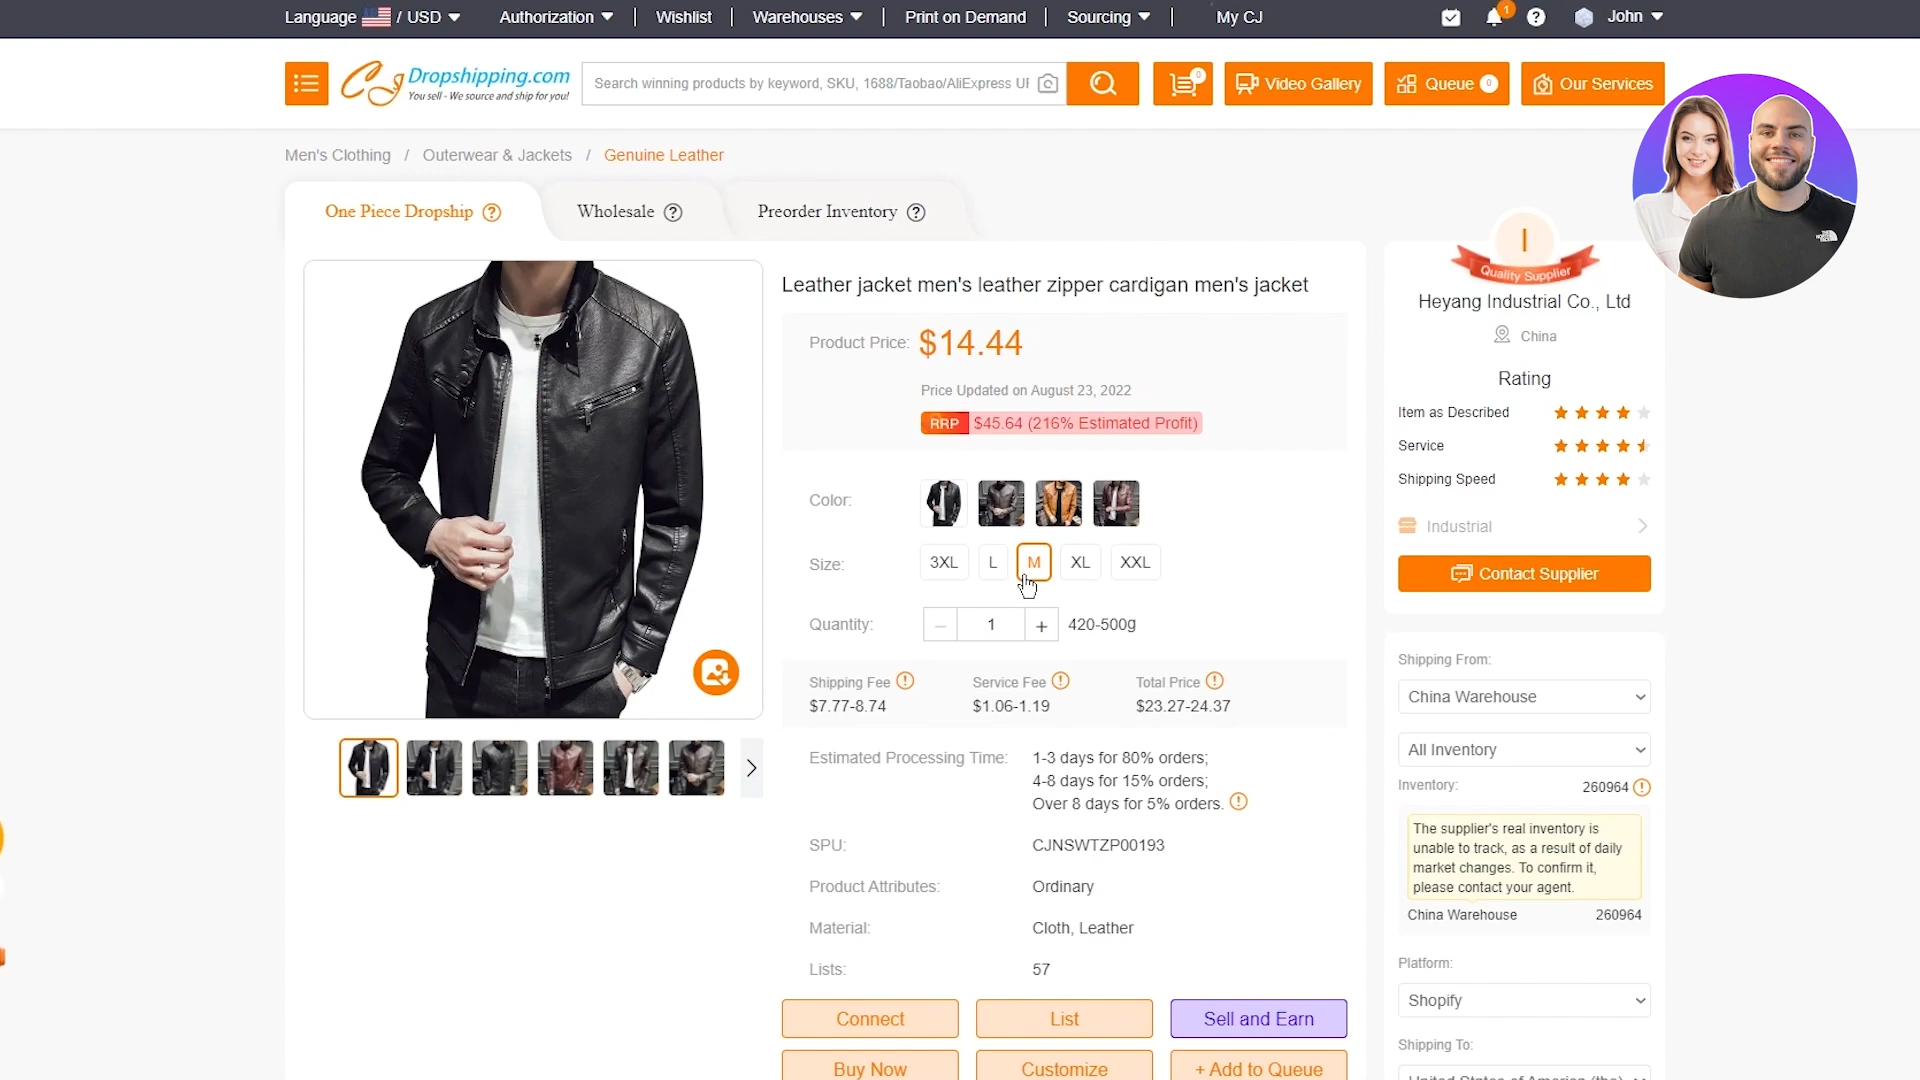 Language / USD Authorization Wishlist Warehouses Print on Demand Sourcing My CJ 1 John
Dropshipping.com
You sell - We source and ship for you!
Search winning products by keyword, SKU, 1688/Taobao/AliExpress UF
0
Video Gallery
Queue 0
Our Services
Men's Clothing / Outerwear & Jackets / Genuine Leather
One Piece Dropship ?
Wholesale ?
Preorder Inventory ?
Leather jacket men's leather zipper cardigan men's jacket
Product Price: $14.44
Price Updated on August 23, 2022
RRP $45.64 (216% Estimated Profit)
Color:
Size: 3XL L M XL XXL
Quantity: − 1 + 420-500g
Shipping Fee Service Fee Total Price
$7.77-8.74 $1.06-1.19 $23.27-24.37
Estimated Processing Time: 1-3 days for 80% orders;
4-8 days for 15% orders;
Over 8 days for 5% orders.
SPU: CJNSWTZP00193
Product Attributes: Ordinary
Material: Cloth, Leather
Lists: 57
Connect List Sell and Earn
Buy Now Customize + Add to Queue
I
Quality Supplier
Heyang Industrial Co., Ltd
China
Rating
Item as Described
Service
Shipping Speed
Industrial
Contact Supplier
Shipping From:
China Warehouse
All Inventory
Inventory: 260964
The supplier's real inventory is
unable to track, as a result of daily
market changes. To confirm it,
please contact your agent.
China Warehouse 260964
Platform:
Shopify
Shipping To:
United States of America (the)